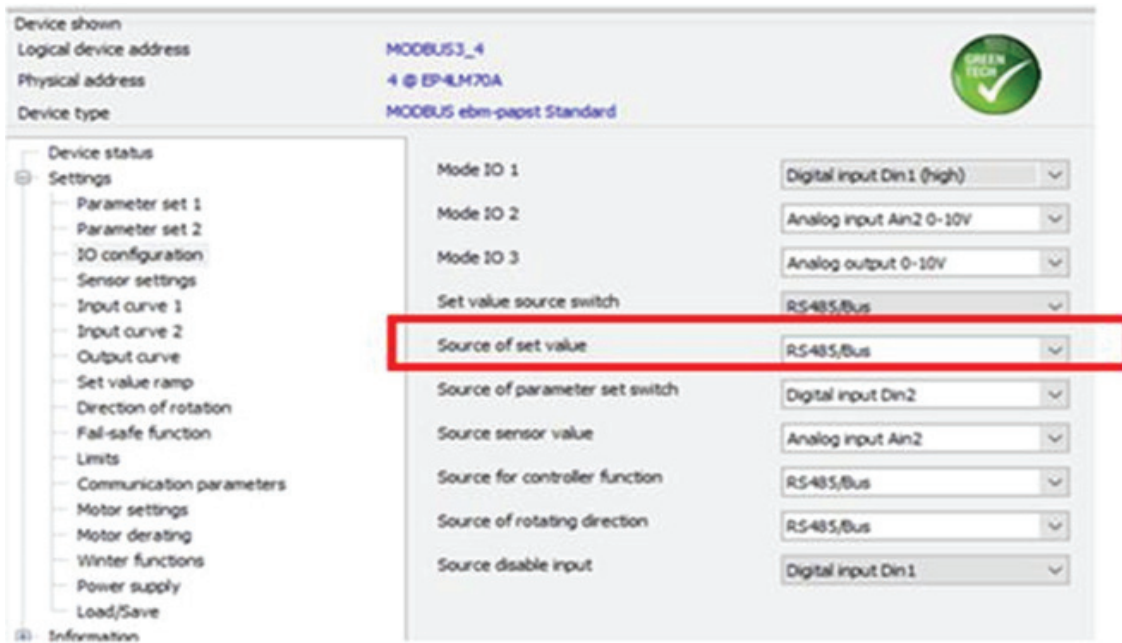 Device shown
Logical device address MODBUS3_4
Physical address 4 @ EP4LM70A
Device type MODBUS ebm-papst Standard
GREEN
TECH
Device status
Settings
Parameter set 1
Parameter set 2
IO configuration
Sensor settings
Input curve 1
Input curve 2
Output curve
Set value ramp
Direction of rotation
Fail-safe function
Limits
Communication parameters
Motor settings
Motor derating
Winter functions
Power supply
Load/Save
Information
Mode IO 1 Digital input Din1 (high)
Mode IO 2 Analog input Ain2 0-10V
Mode IO 3 Analog output 0-10V
Set value source switch RS485/Bus
Source of set value RS485/Bus
Source of parameter set switch Digital input Din2
Source sensor value Analog input Ain2
Source for controller function RS485/Bus
Source of rotating direction RS485/Bus
Source disable input Digital input Din1